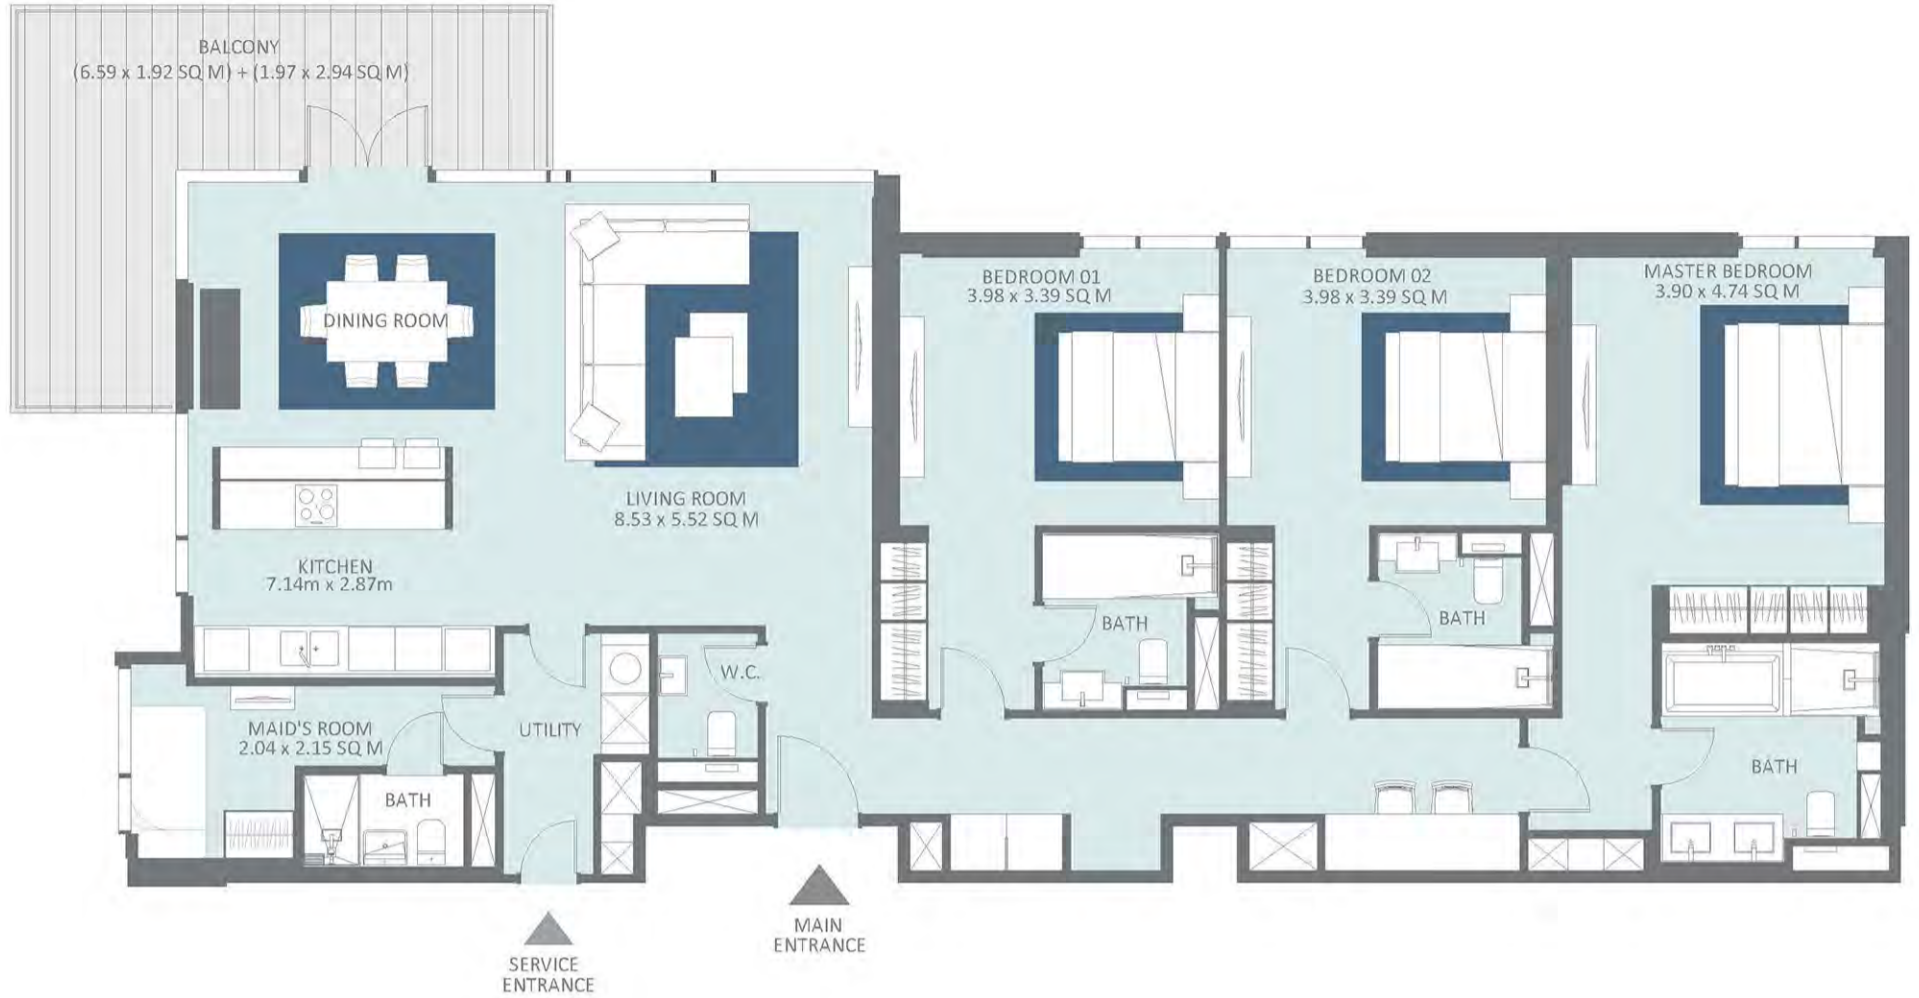 BALCONY
(6.59 x 1.92 SQ M) + (1.97 x 2.94 SQ M)
DINING ROOM
LIVING ROOM
8.53 x 5.52 SQ M
KITCHEN
7.14m x 2.87m
BEDROOM 01
3.98 x 3.39 SQ M
BEDROOM 02
3.98 x 3.39 SQ M
MASTER BEDROOM
3.90 x 4.74 SQ M
BATH
BATH
BATH
W.C.
UTILITY
MAID'S ROOM
2.04 x 2.15 SQ M
BATH
MAIN
ENTRANCE
SERVICE
ENTRANCE